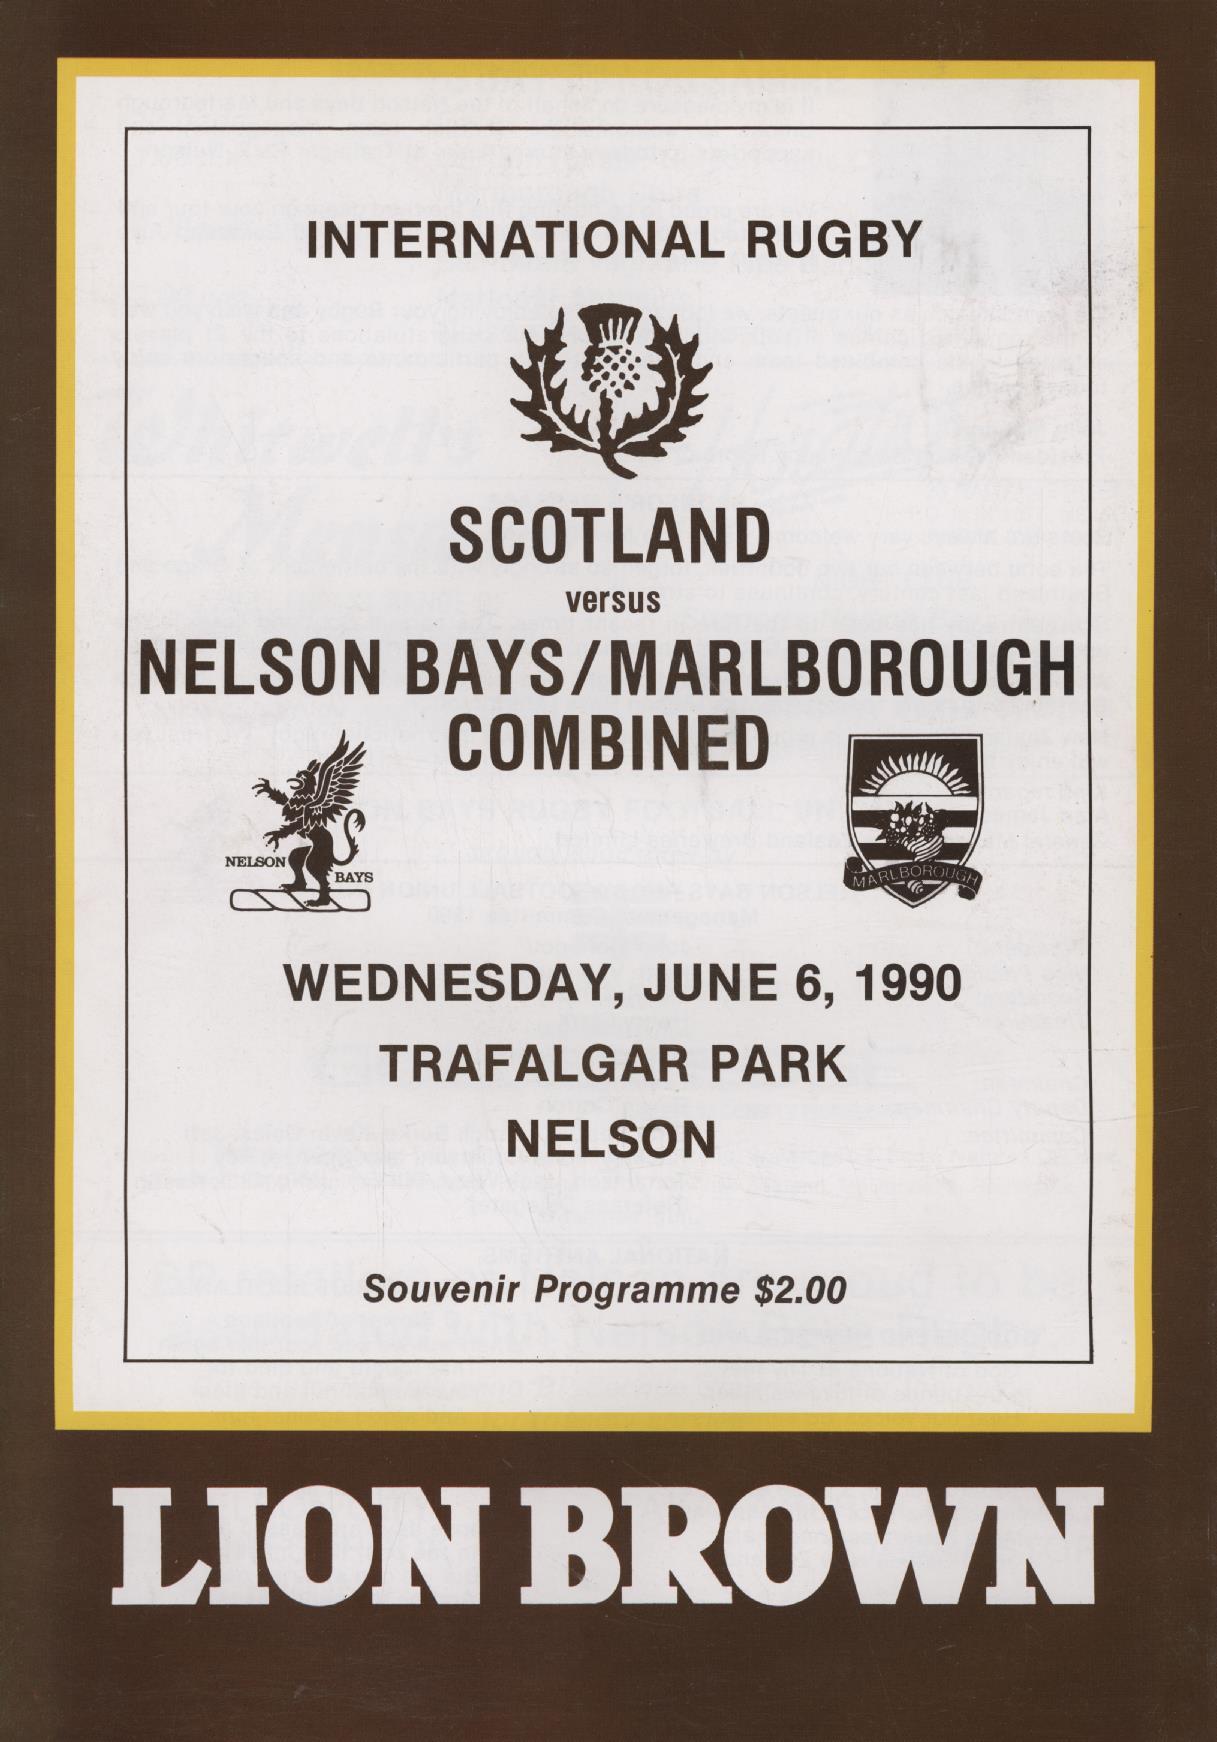 INTERNATIONAL RUGBY
SCOTLAND
versus
NELSON BAYS/MARLBOROUGH
COMBINED
NELSON
BAYS
MARLBOROUGH
WEDNESDAY, JUNE 6, 1990
TRAFALGAR PARK
NELSON
Souvenir Programme $2.00
LION BROWN